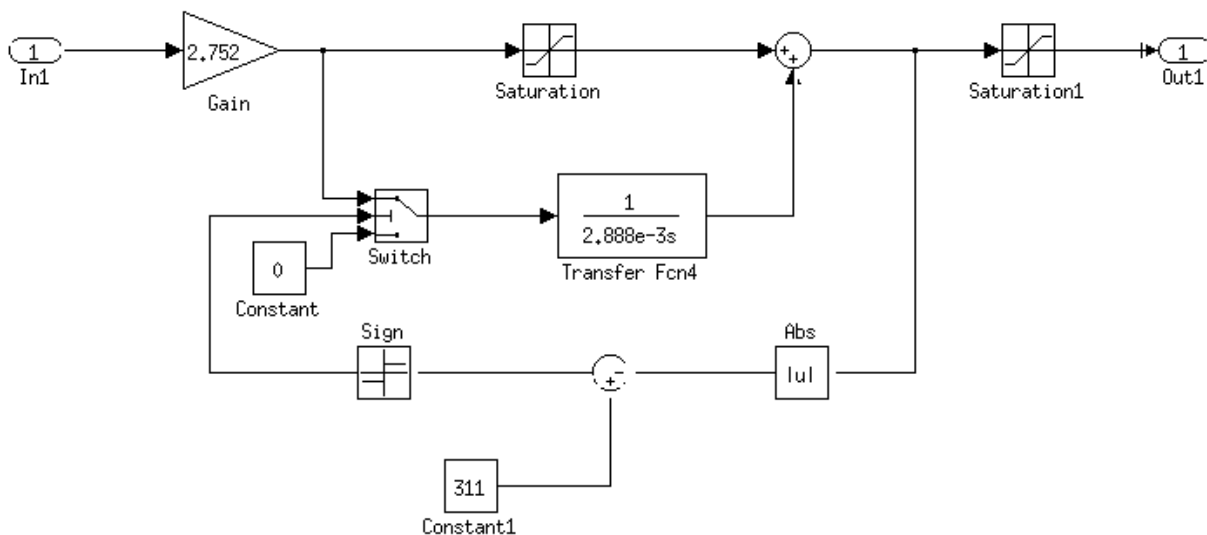 1
In1
2.752
Gain
Saturation
+
+
Saturation1
1
Out1
Switch
1
2.888e-3s
Transfer Fcn4
0
Constant
Sign
-
+
Abs
|u|
311
Constant1